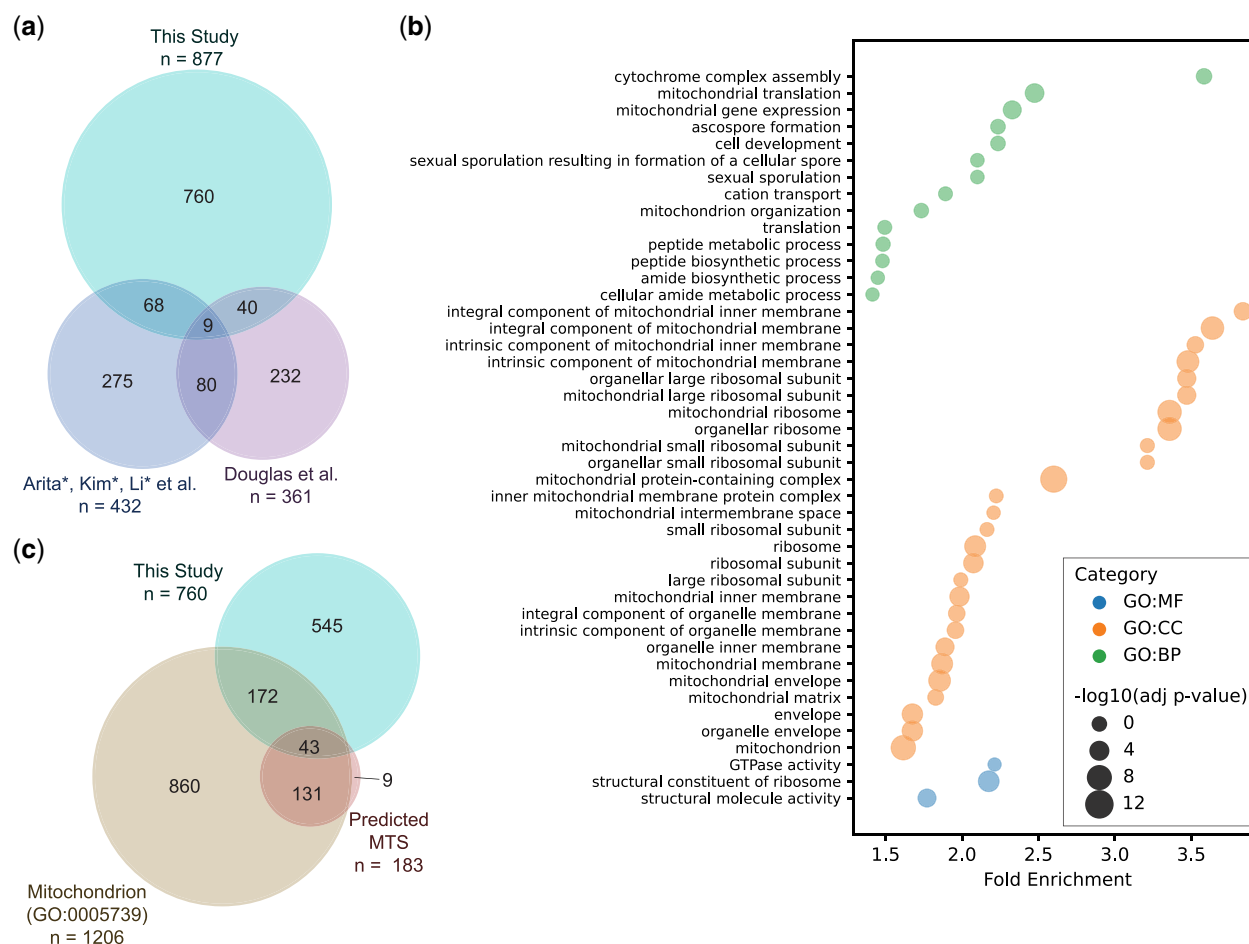 (a)
This Study
n = 877
760
68
40
9
275
80
232
Arita*, Kim*, Li* et al.
n = 432
Douglas et al.
n = 361
(b)
cytochrome complex assembly
mitochondrial translation
mitochondrial gene expression
ascospore formation
cell development
sexual sporulation resulting in formation of a cellular spore
sexual sporulation
cation transport
mitochondrion organization
translation
peptide metabolic process
peptide biosynthetic process
amide biosynthetic process
cellular amide metabolic process
integral component of mitochondrial inner membrane
integral component of mitochondrial membrane
intrinsic component of mitochondrial inner membrane
intrinsic component of mitochondrial membrane
organellar large ribosomal subunit
mitochondrial large ribosomal subunit
mitochondrial ribosome
organellar ribosome
mitochondrial small ribosomal subunit
organellar small ribosomal subunit
mitochondrial protein-containing complex
inner mitochondrial membrane protein complex
mitochondrial intermembrane space
small ribosomal subunit
ribosome
ribosomal subunit
large ribosomal subunit
mitochondrial inner membrane
integral component of organelle membrane
intrinsic component of organelle membrane
organelle inner membrane
mitochondrial membrane
mitochondrial envelope
mitochondrial matrix
envelope
organelle envelope
mitochondrion
GTPase activity
structural constituent of ribosome
structural molecule activity
1.5 2.0 2.5 3.0 3.5
Fold Enrichment
Category
GO:MF
GO:CC
GO:BP
-log10(adj p-value)
0
4
8
12
(c)
This Study
n = 760
545
172
43
860
131
9
Predicted
MTS
n = 183
Mitochondrion
(GO:0005739)
n = 1206